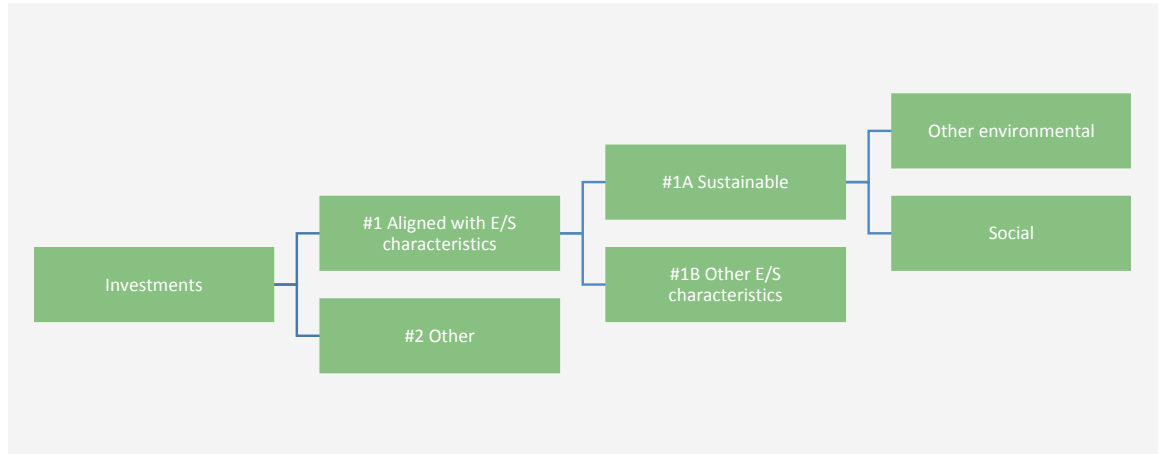 Investments
#1 Aligned with E/S
characteristics
#2 Other
#1A Sustainable
#1B Other E/S
characteristics
Other environmental
Social